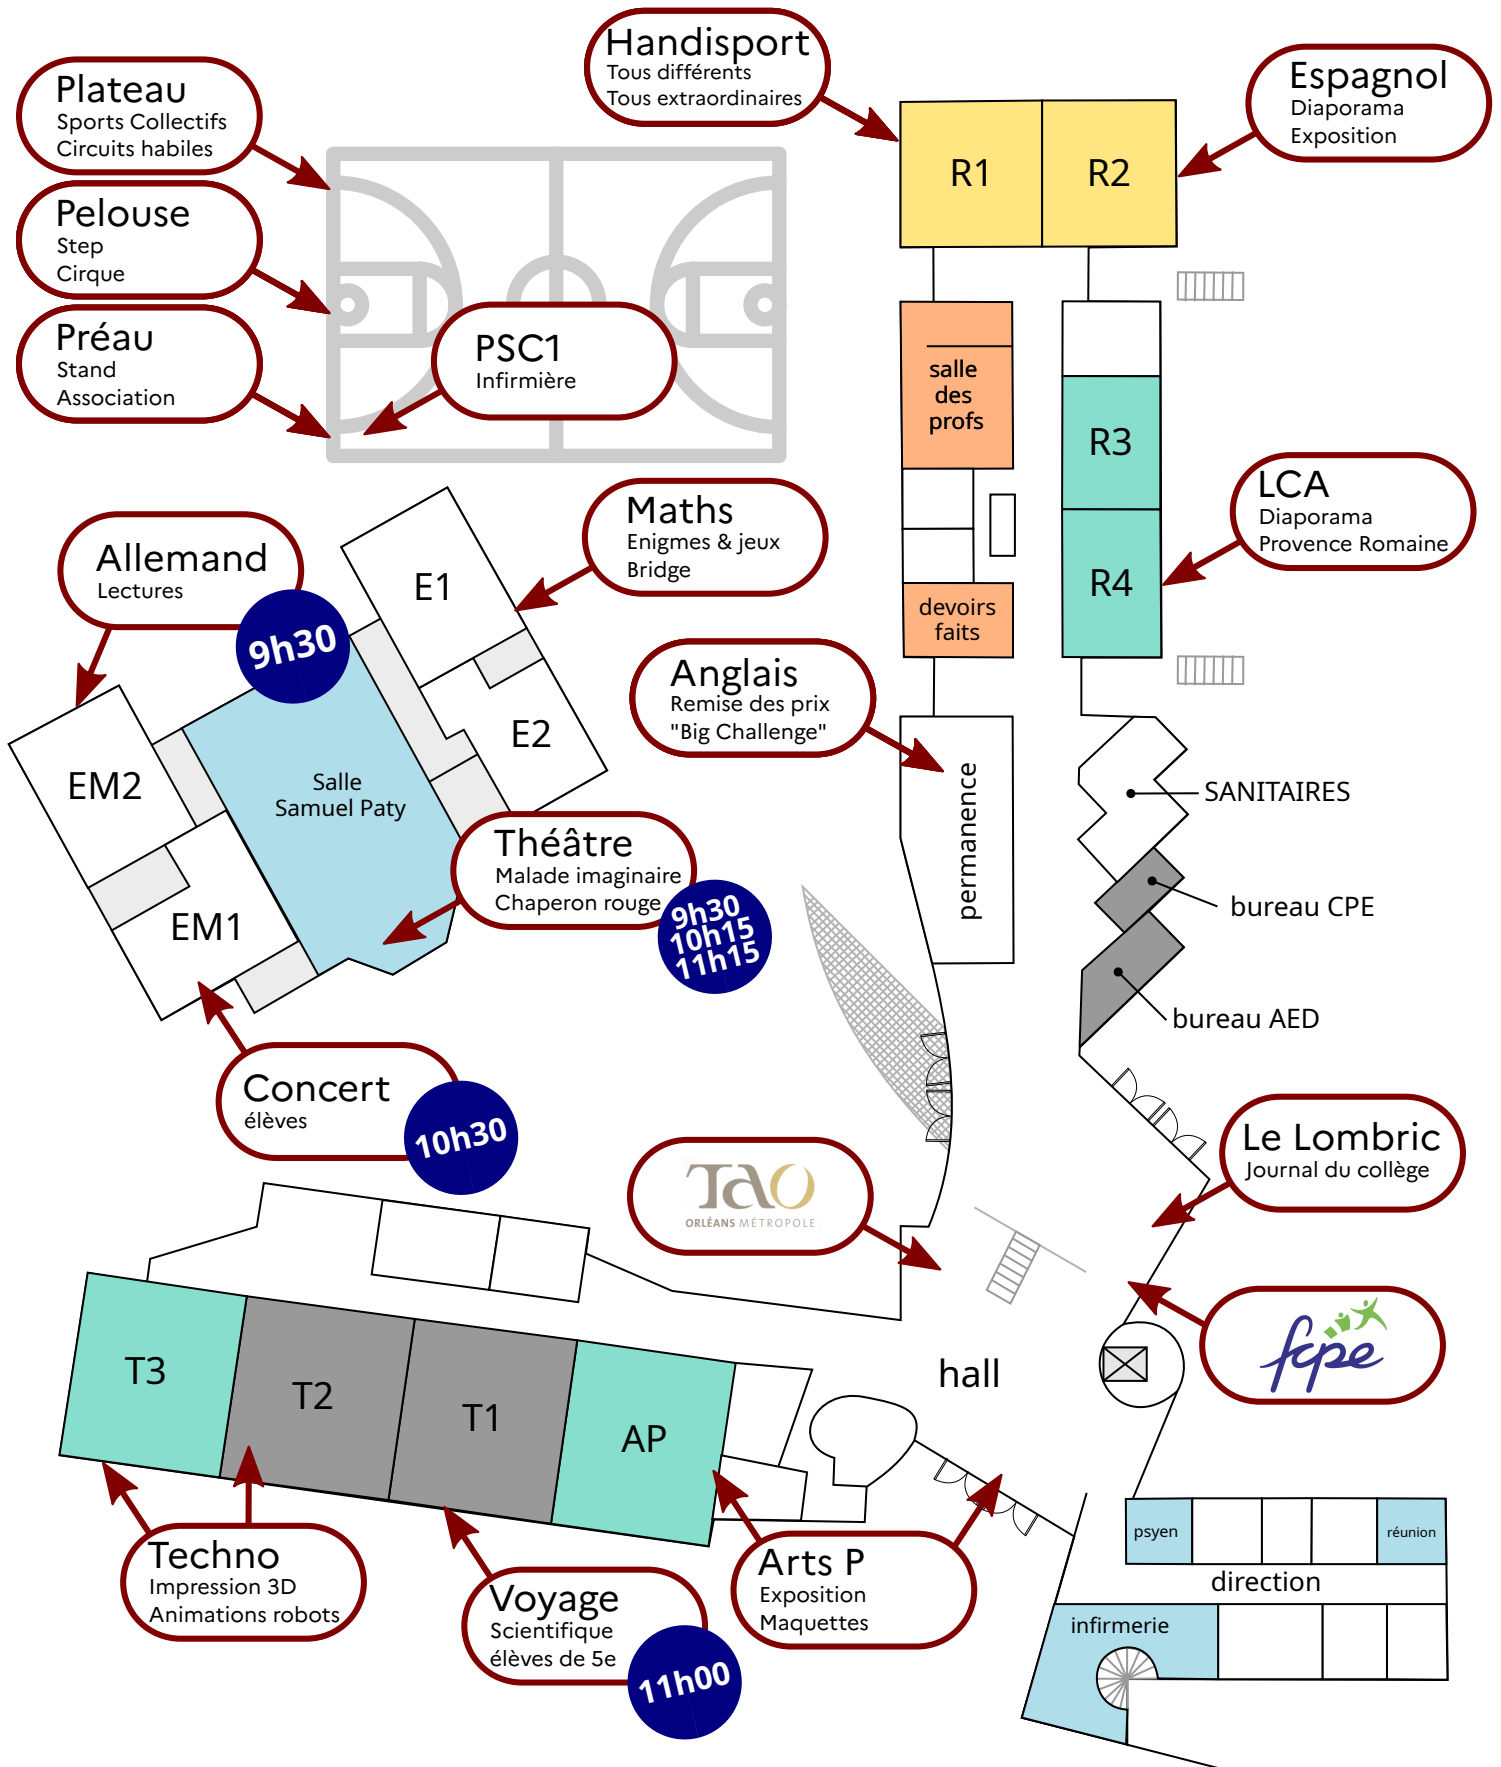 Handisport
Tous différents
Tous extraordinaires
Espagnol
Diaporama
Exposition
Plateau
Sports Collectifs
Circuits habiles
Pelouse
Step
Cirque
Préau
Stand
Association
PSC1
Infirmière
R1
R2
salle
des
profs
R3
R4
devoirs
faits
LCA
Diaporama
Provence Romaine
Maths
Enigmes & jeux
Bridge
Allemand
Lectures
9h30
E1
E2
EM2
EM1
Salle
Samuel Paty
Anglais
Remise des prix
"Big Challenge"
permanence
SANITAIRES
bureau CPE
bureau AED
Théâtre
Malade imaginaire
Chaperon rouge
9h30
10h15
11h15
Concert
élèves
10h30
TAO
ORLÉANS MÉTROPOLE
Le Lombric
Journal du collège
fcpe
hall
T3
T2
T1
AP
Techno
Impression 3D
Animations robots
Voyage
Scientifique
élèves de 5e
11h00
Arts P
Exposition
Maquettes
psyen
réunion
direction
infirmerie